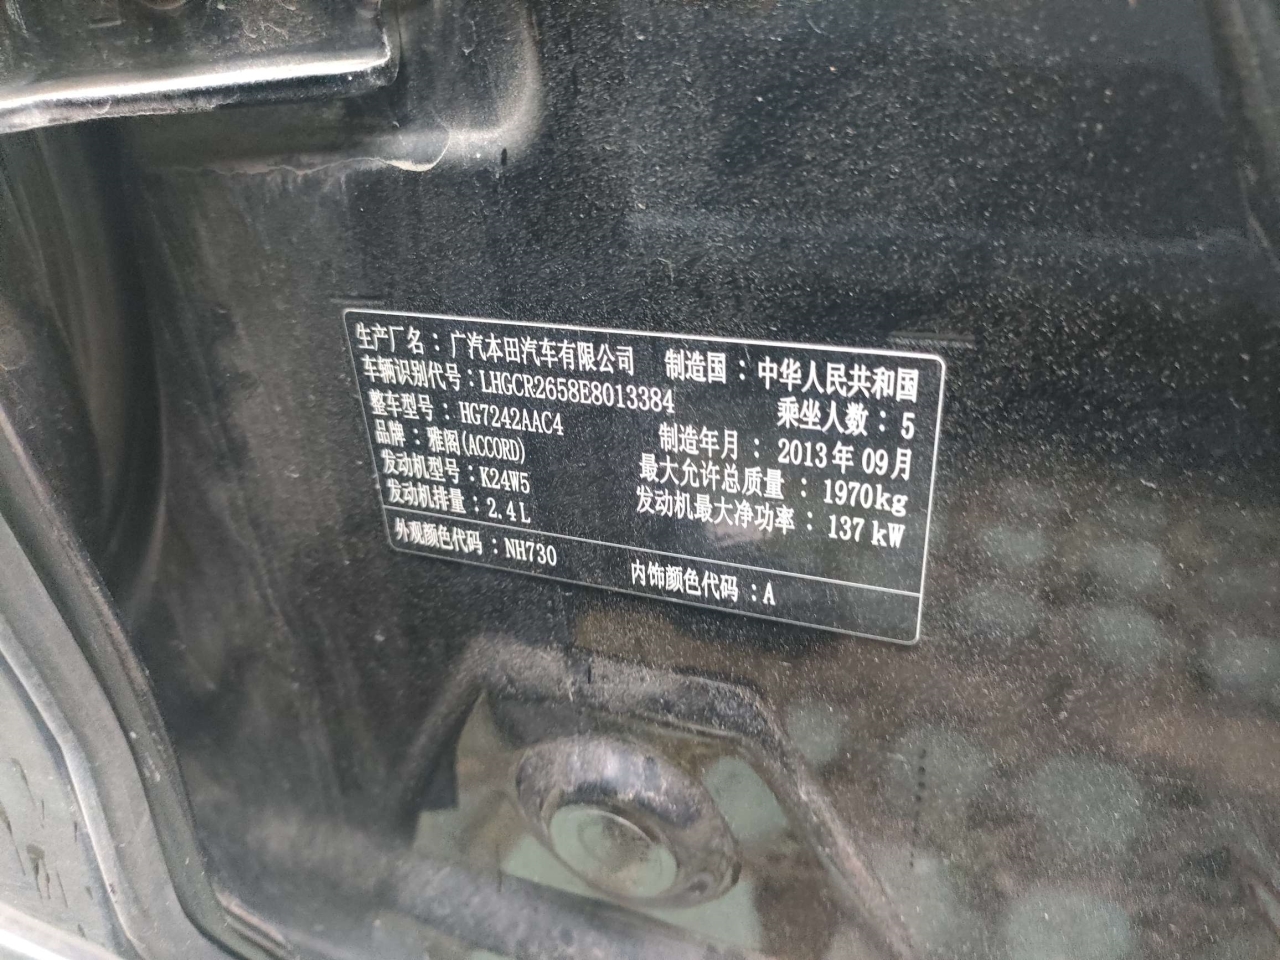 生产厂名：广汽本田汽车有限公司 制造国：中华人民共和国
车辆识别代号：LHGCR2658E8013384 乘坐人数：5
整车型号：HG7242AAC4 制造年月：2013年09月
品牌：雅阁(ACCORD) 最大允许总质量：1970kg
发动机型号：K24W5 发动机最大净功率：137kW
发动机排量：2.4L
外观颜色代码：NH730 内饰颜色代码：A